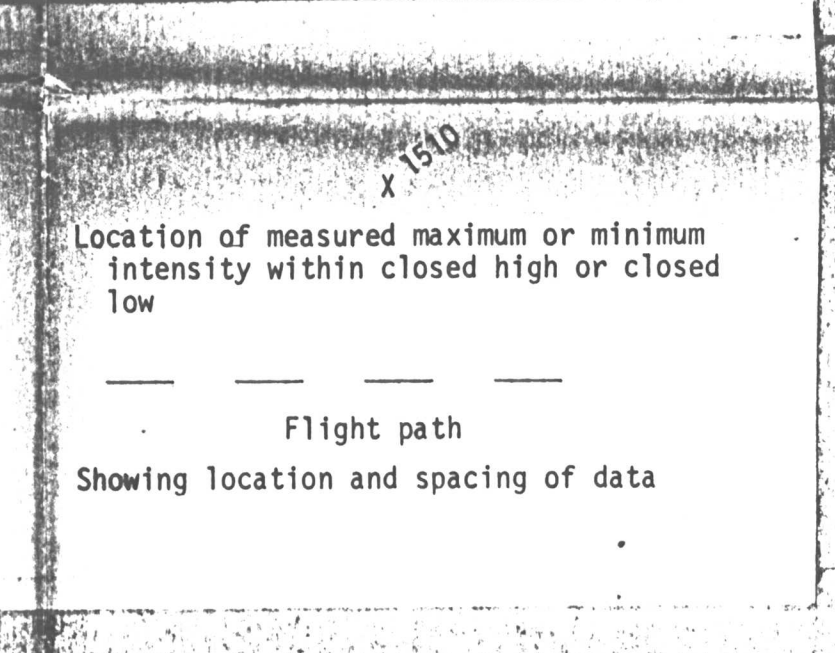 X 1510
Location of measured maximum or minimum
intensity within closed high or closed
low
Flight path
Showing location and spacing of data